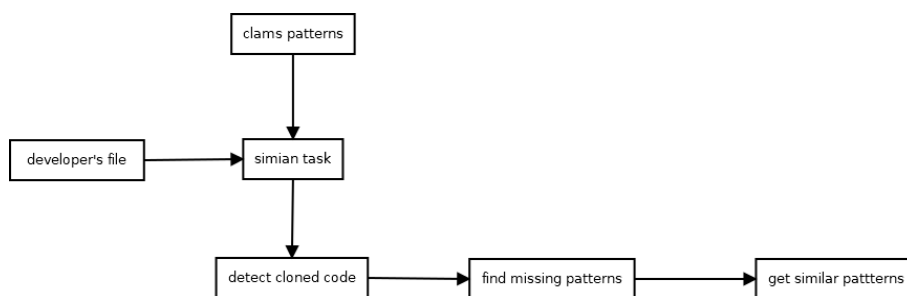 clams patterns
developer's file
simian task
detect cloned code
find missing patterns
get similar pattterns